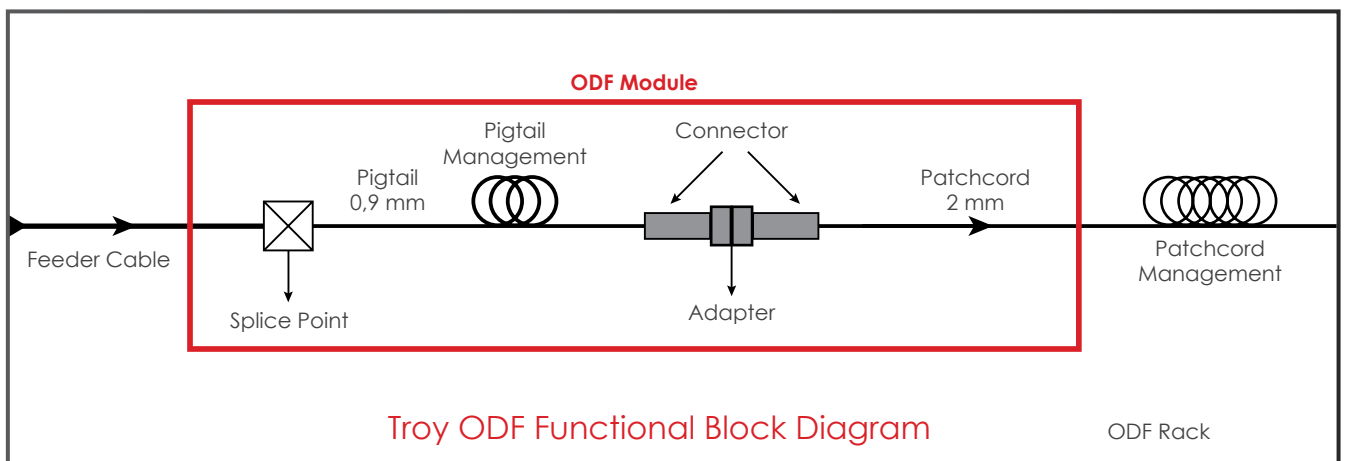 ODF Module
Pigtail
Management
Connector
Pigtail
0,9 mm
Patchcord
2 mm
Feeder Cable
Patchcord
Management
Splice Point
Adapter
Troy ODF Functional Block Diagram
ODF Rack